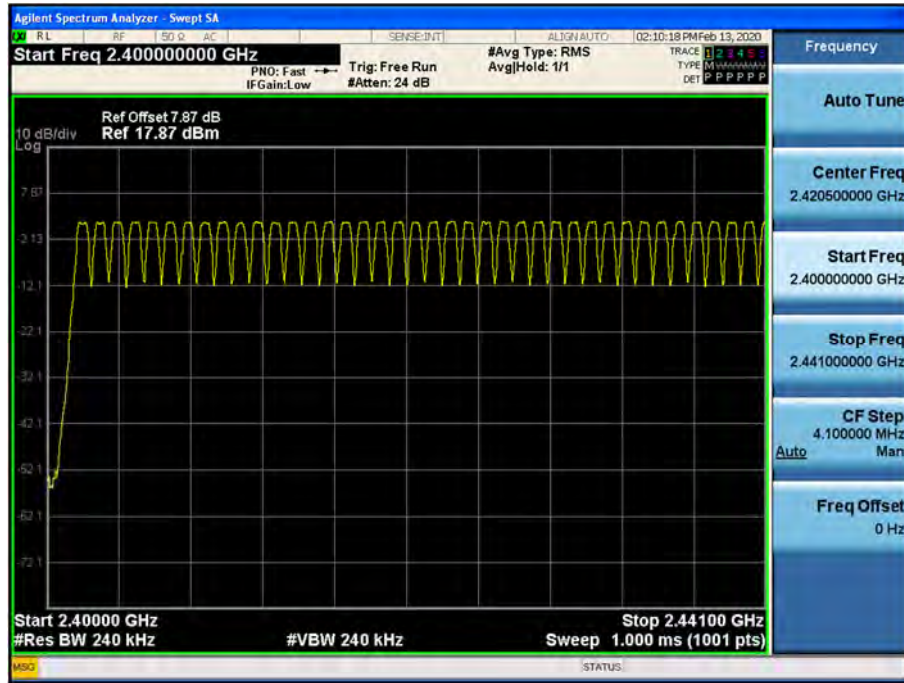 Agilent Spectrum Analyzer - Swept SA
LXI RL RF 50 Ω AC SENSE:INT ALIGN AUTO 02:10:18 PM Feb 13, 2020
Start Freq 2.400000000 GHz
PNO: Fast
IFGain:Low
Trig: Free Run
#Atten: 24 dB
#Avg Type: RMS
Avg|Hold: 1/1
TRACE 1 2 3 4 5 6
TYPE M
DET P P P P P P
Ref Offset 7.87 dB
10 dB/div Ref 17.87 dBm
Log
7.87
-2.13
-12.1
-22.1
-32.1
-42.1
-52.1
-62.1
-72.1
Start 2.40000 GHz Stop 2.44100 GHz
#Res BW 240 kHz #VBW 240 kHz Sweep 1.000 ms (1001 pts)
MSG STATUS
Frequency
Auto Tune
Center Freq
2.420500000 GHz
Start Freq
2.400000000 GHz
Stop Freq
2.441000000 GHz
CF Step
4.100000 MHz
Auto Man
Freq Offset
0 Hz